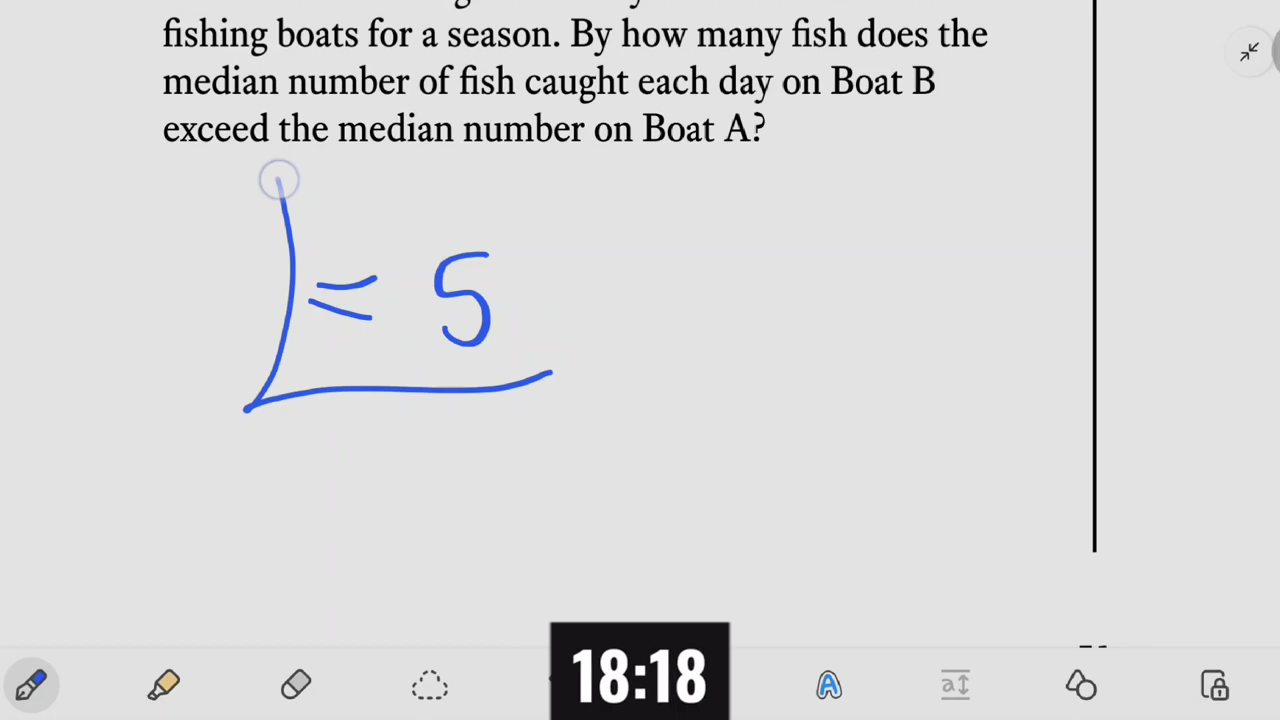 fishing boats for a season. By how many fish does the
median number of fish caught each day on Boat B
exceed the median number on Boat A?
= 5
18:18
A
a